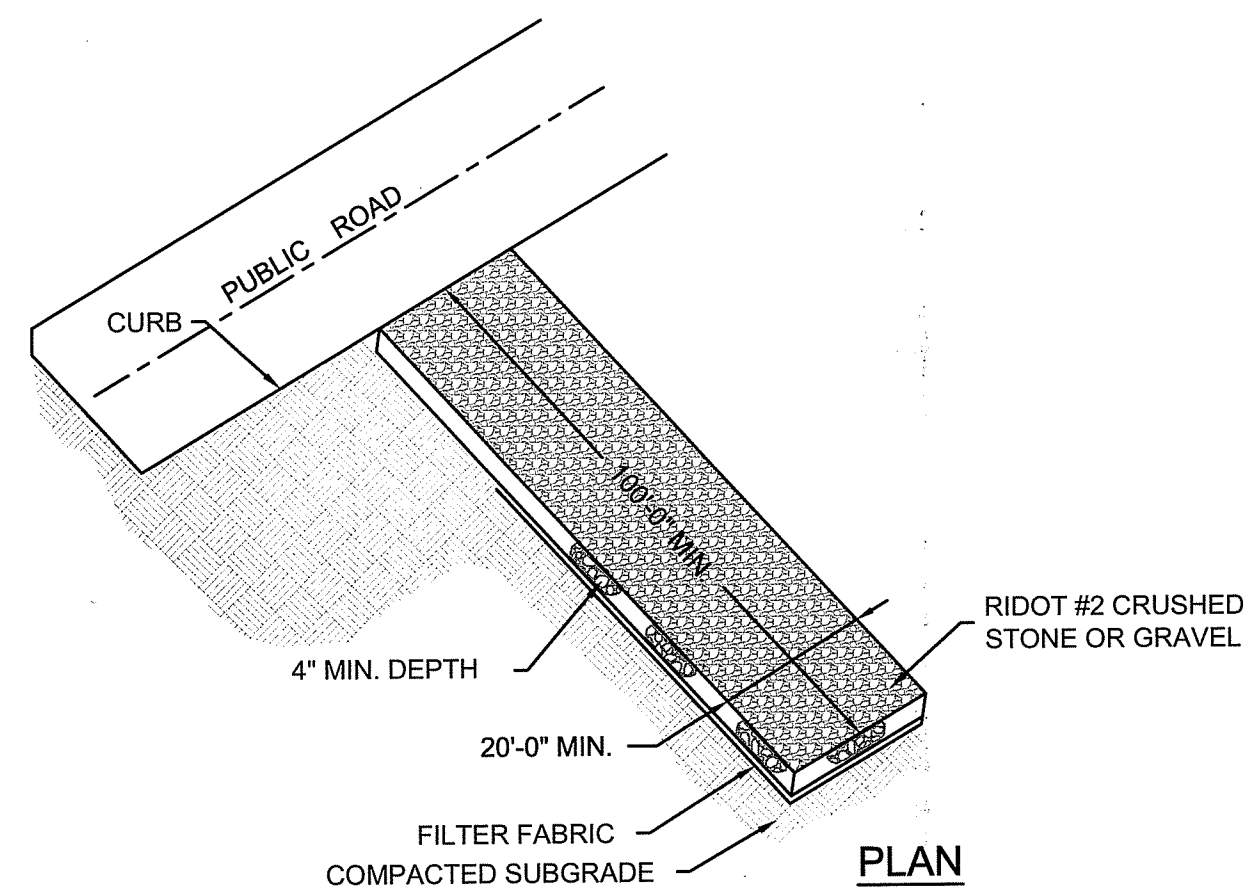 PUBLIC ROAD
CURB
100'-0" MIN
RIDOT #2 CRUSHED
STONE OR GRAVEL
4" MIN. DEPTH
20'-0" MIN.
FILTER FABRIC
COMPACTED SUBGRADE
PLAN